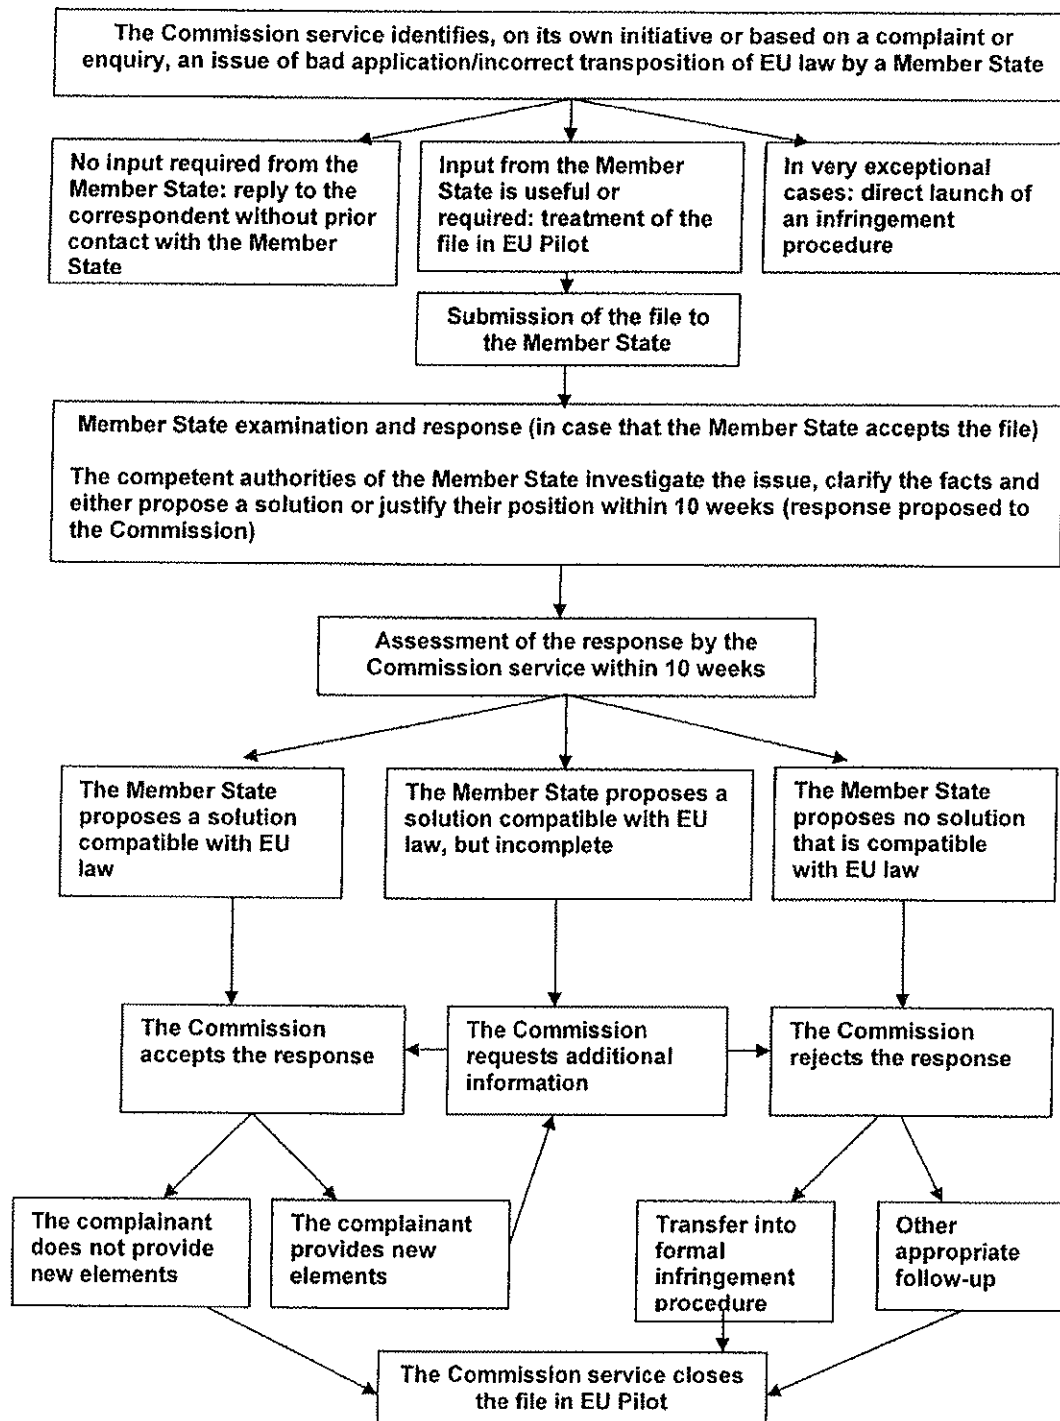 The Commission service identifies, on its own initiative or based on a complaint or
enquiry, an issue of bad application/incorrect transposition of EU law by a Member State
No input required from the
Member State: reply to the
correspondent without prior
contact with the Member
State
Input from the Member
State is useful or
required: treatment of the
file in EU Pilot
In very exceptional
cases: direct launch of
an infringement
procedure
Submission of the file to
the Member State
Member State examination and response (in case that the Member State accepts the file)
The competent authorities of the Member State investigate the issue, clarify the facts and
either propose a solution or justify their position within 10 weeks (response proposed to
the Commission)
Assessment of the response by the
Commission service within 10 weeks
The Member State
proposes a solution
compatible with EU
law
The Member State proposes a
solution compatible with EU
law, but incomplete
The Member State
proposes no solution
that is compatible
with EU law
The Commission
accepts the response
The Commission
requests additional
information
The Commission
rejects the response
The complainant
does not provide
new elements
The complainant
provides new
elements
Transfer into
formal
infringement
procedure
Other
appropriate
follow-up
The Commission service closes
the file in EU Pilot